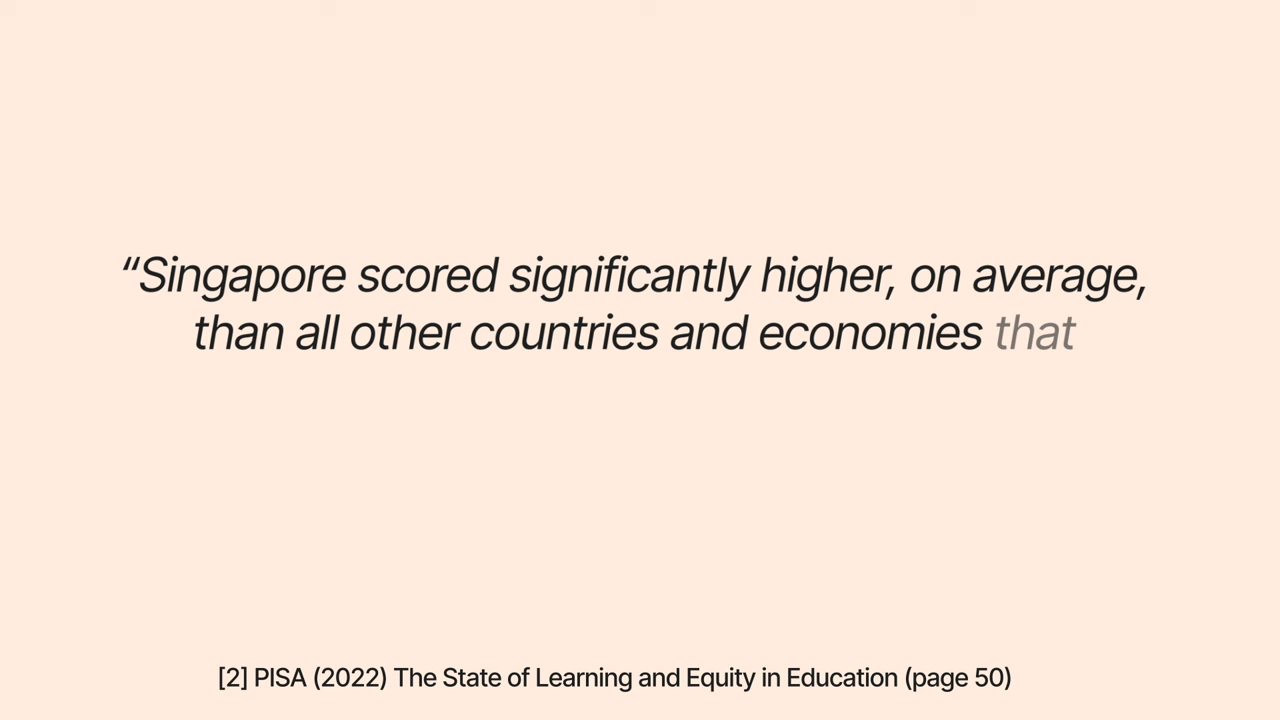 “Singapore scored significantly higher, on average,
than all other countries and economies that
[2] PISA (2022) The State of Learning and Equity in Education (page 50)